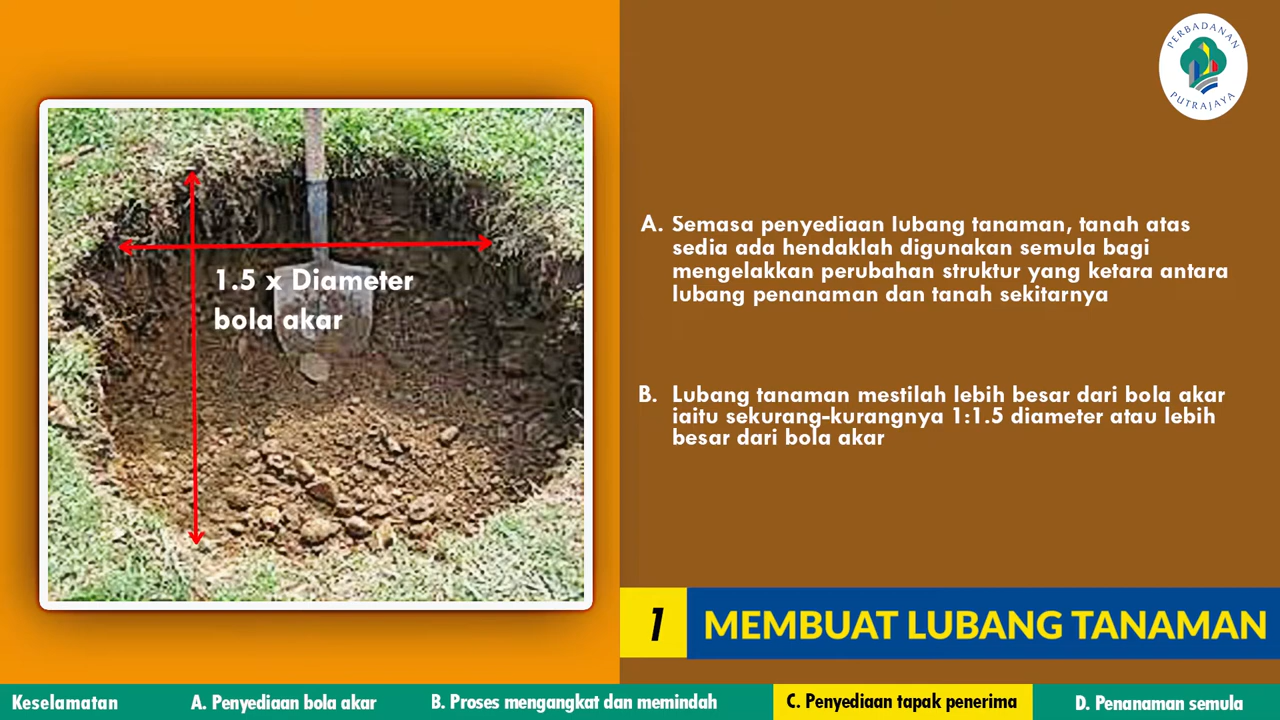 PERBADANAN
PUTRAJAYA
1.5 x Diameter
bola akar
A. Semasa penyediaan lubang tanaman, tanah atas
sedia ada hendaklah digunakan semula bagi
mengelakkan perubahan struktur yang ketara antara
lubang penanaman dan tanah sekitarnya
B. Lubang tanaman mestilah lebih besar dari bola akar
iaitu sekurang-kurangnya 1:1.5 diameter atau lebih
besar dari bola akar
1 MEMBUAT LUBANG TANAMAN
Keselamatan A. Penyediaan bola akar B. Proses mengangkat dan memindah C. Penyediaan tapak penerima D. Penanaman semula